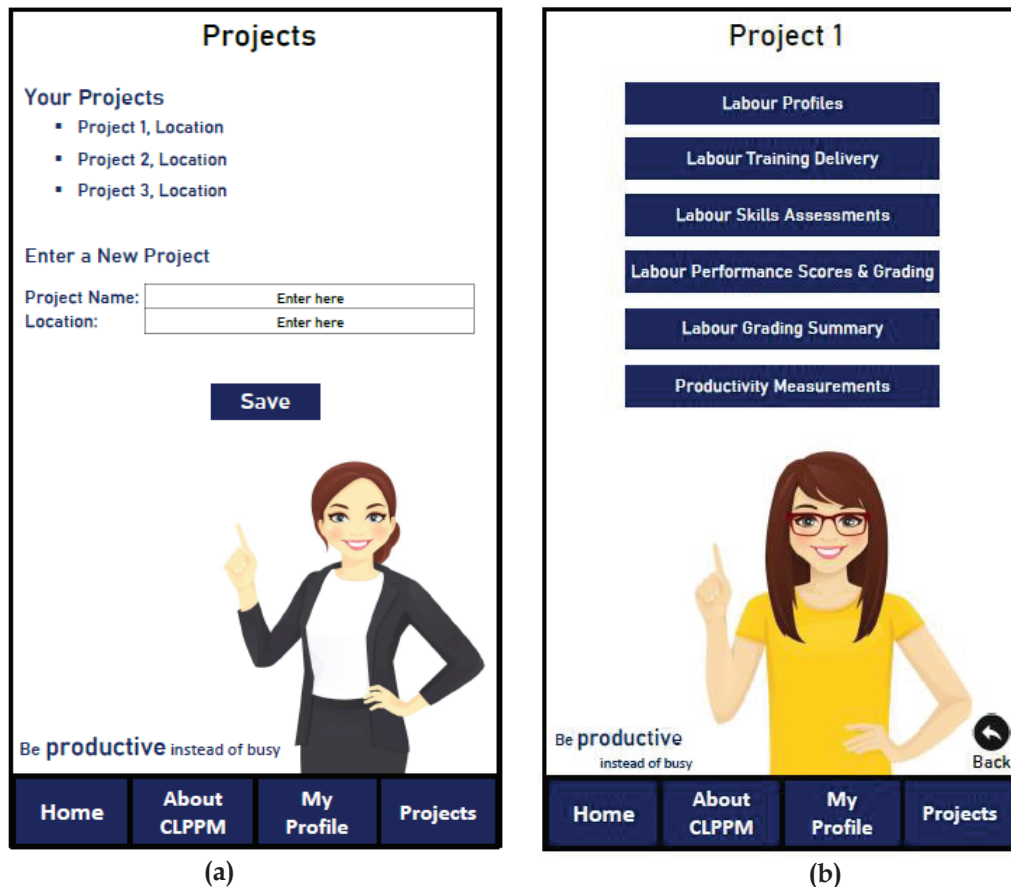 Projects
Your Projects
▪ Project 1, Location
▪ Project 2, Location
▪ Project 3, Location
Enter a New Project
Project Name: Enter here
Location: Enter here
Save
Be productive instead of busy
Home
About
CLPPM
My
Profile
Projects
(a)
Project 1
Labour Profiles
Labour Training Delivery
Labour Skills Assessments
Labour Performance Scores & Grading
Labour Grading Summary
Productivity Measurements
Be productive
instead of busy
Back
Home
About
CLPPM
My
Profile
Projects
(b)